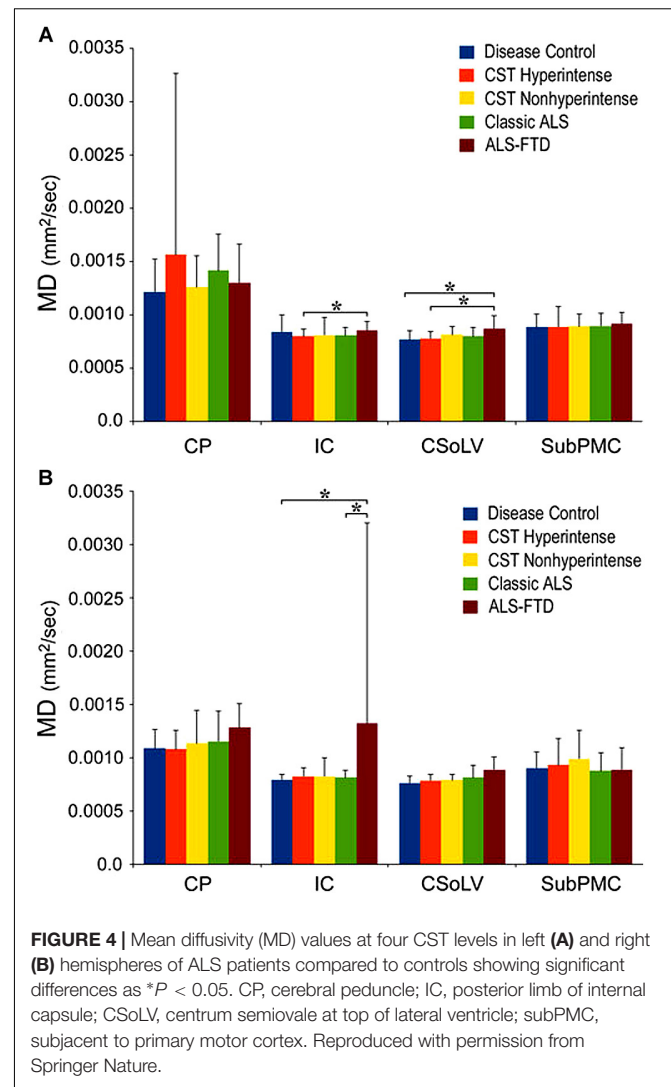 A
0.0035
0.0030
0.0025
0.0020
0.0015
0.0010
0.0005
0.0
MD (mm²/sec)
Disease Control
CST Hyperintense
CST Nonhyperintense
Classic ALS
ALS-FTD
*
*
*
CP IC CSoLV SubPMC
B
0.0035
0.0030
0.0025
0.0020
0.0015
0.0010
0.0005
0.0
MD (mm²/sec)
Disease Control
CST Hyperintense
CST Nonhyperintense
Classic ALS
ALS-FTD
*
*
CP IC CSoLV SubPMC
FIGURE 4 | Mean diffusivity (MD) values at four CST levels in left (A) and right
(B) hemispheres of ALS patients compared to controls showing significant
differences as *P < 0.05. CP, cerebral peduncle; IC, posterior limb of internal
capsule; CSoLV, centrum semiovale at top of lateral ventricle; subPMC,
subjacent to primary motor cortex. Reproduced with permission from
Springer Nature.